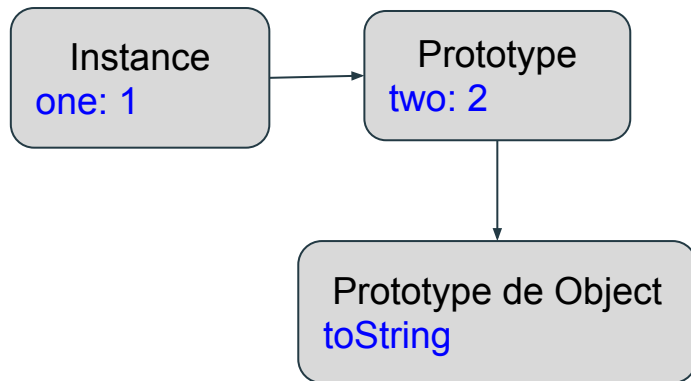 Instance
one: 1
Prototype
two: 2
Prototype de Object
toString